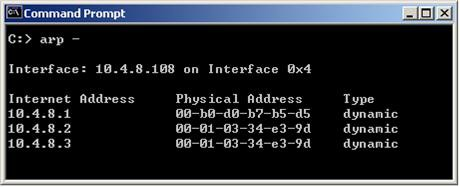 Command Prompt
C:> arp -
Interface: 10.4.8.108 on Interface 0x4
Internet Address Physical Address Type
10.4.8.1 00-b0-d0-b7-b5-d5 dynamic
10.4.8.2 00-01-03-34-e3-9d dynamic
10.4.8.3 00-01-03-34-e3-9d dynamic